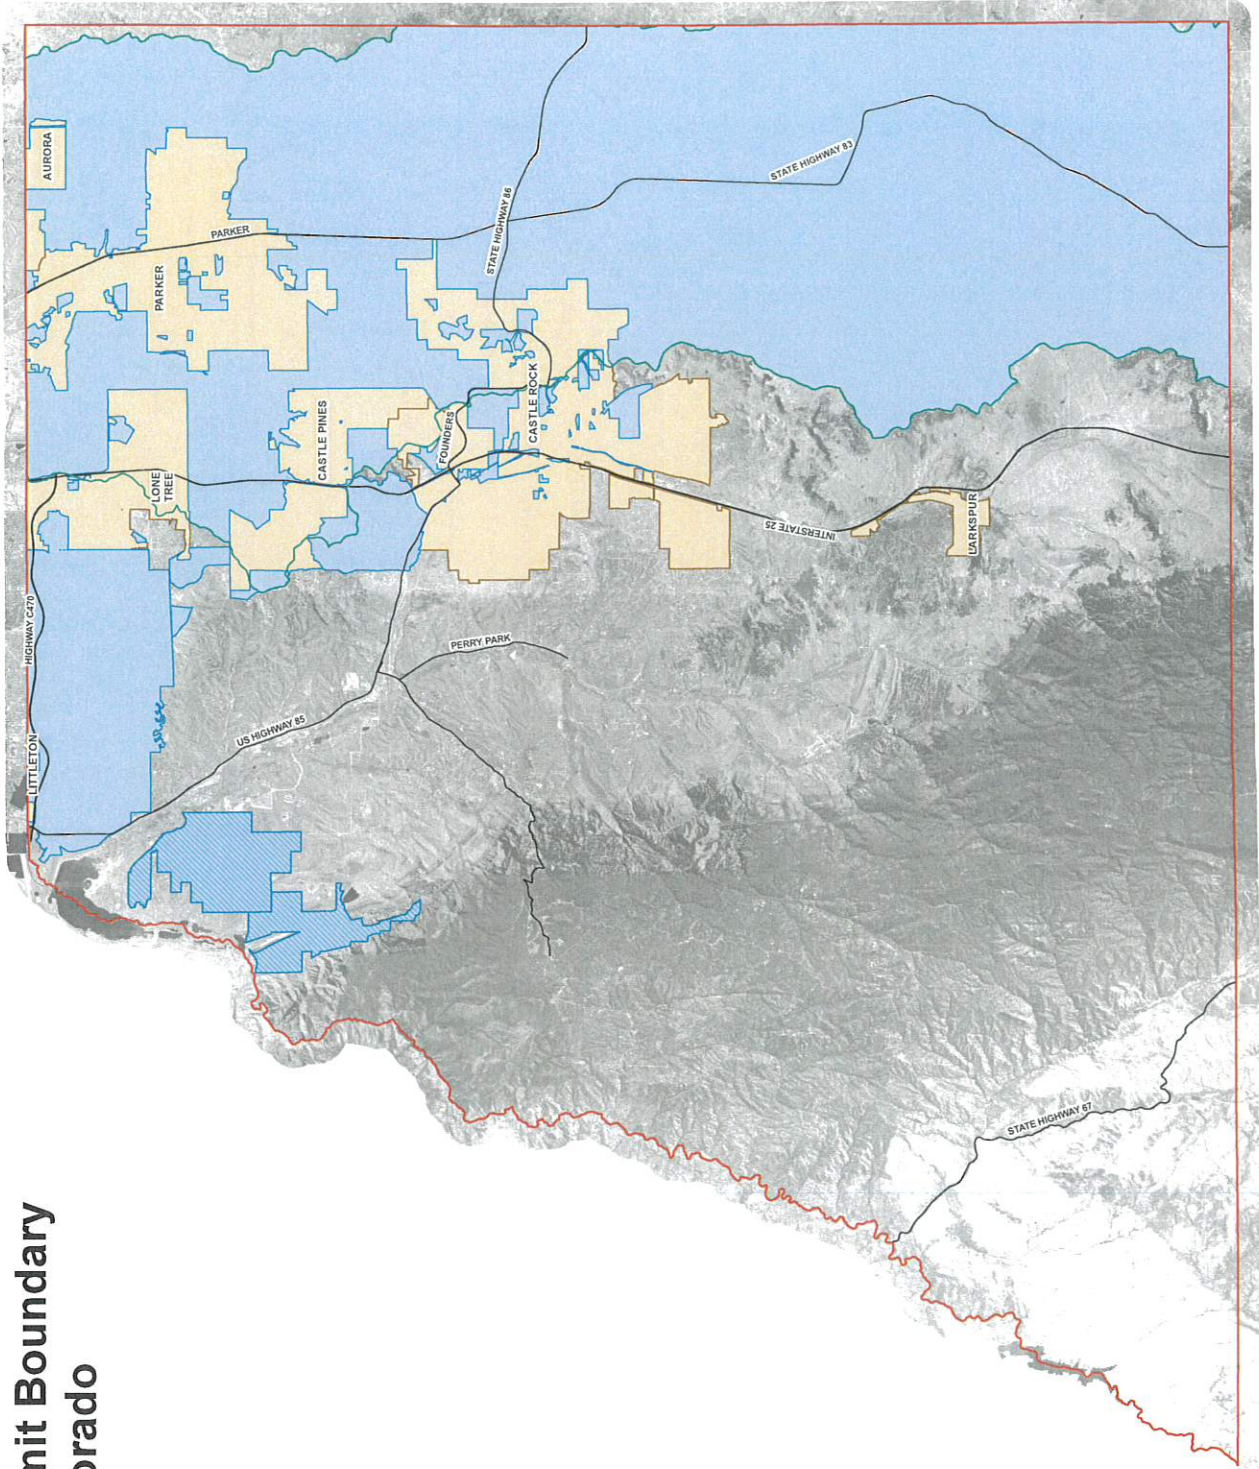 nit Boundary
orado
AURORA
PARKER
PARKER
STATE HIGHWAY 86
STATE HIGHWAY 83
CASTLE PINES
FOUNDERS
CASTLE ROCK
LONE
TREE
INTERSTATE 25
LARKSPUR
HIGHWAY C470
LITTLETON
US HIGHWAY 85
PERRY PARK
STATE HIGHWAY 67